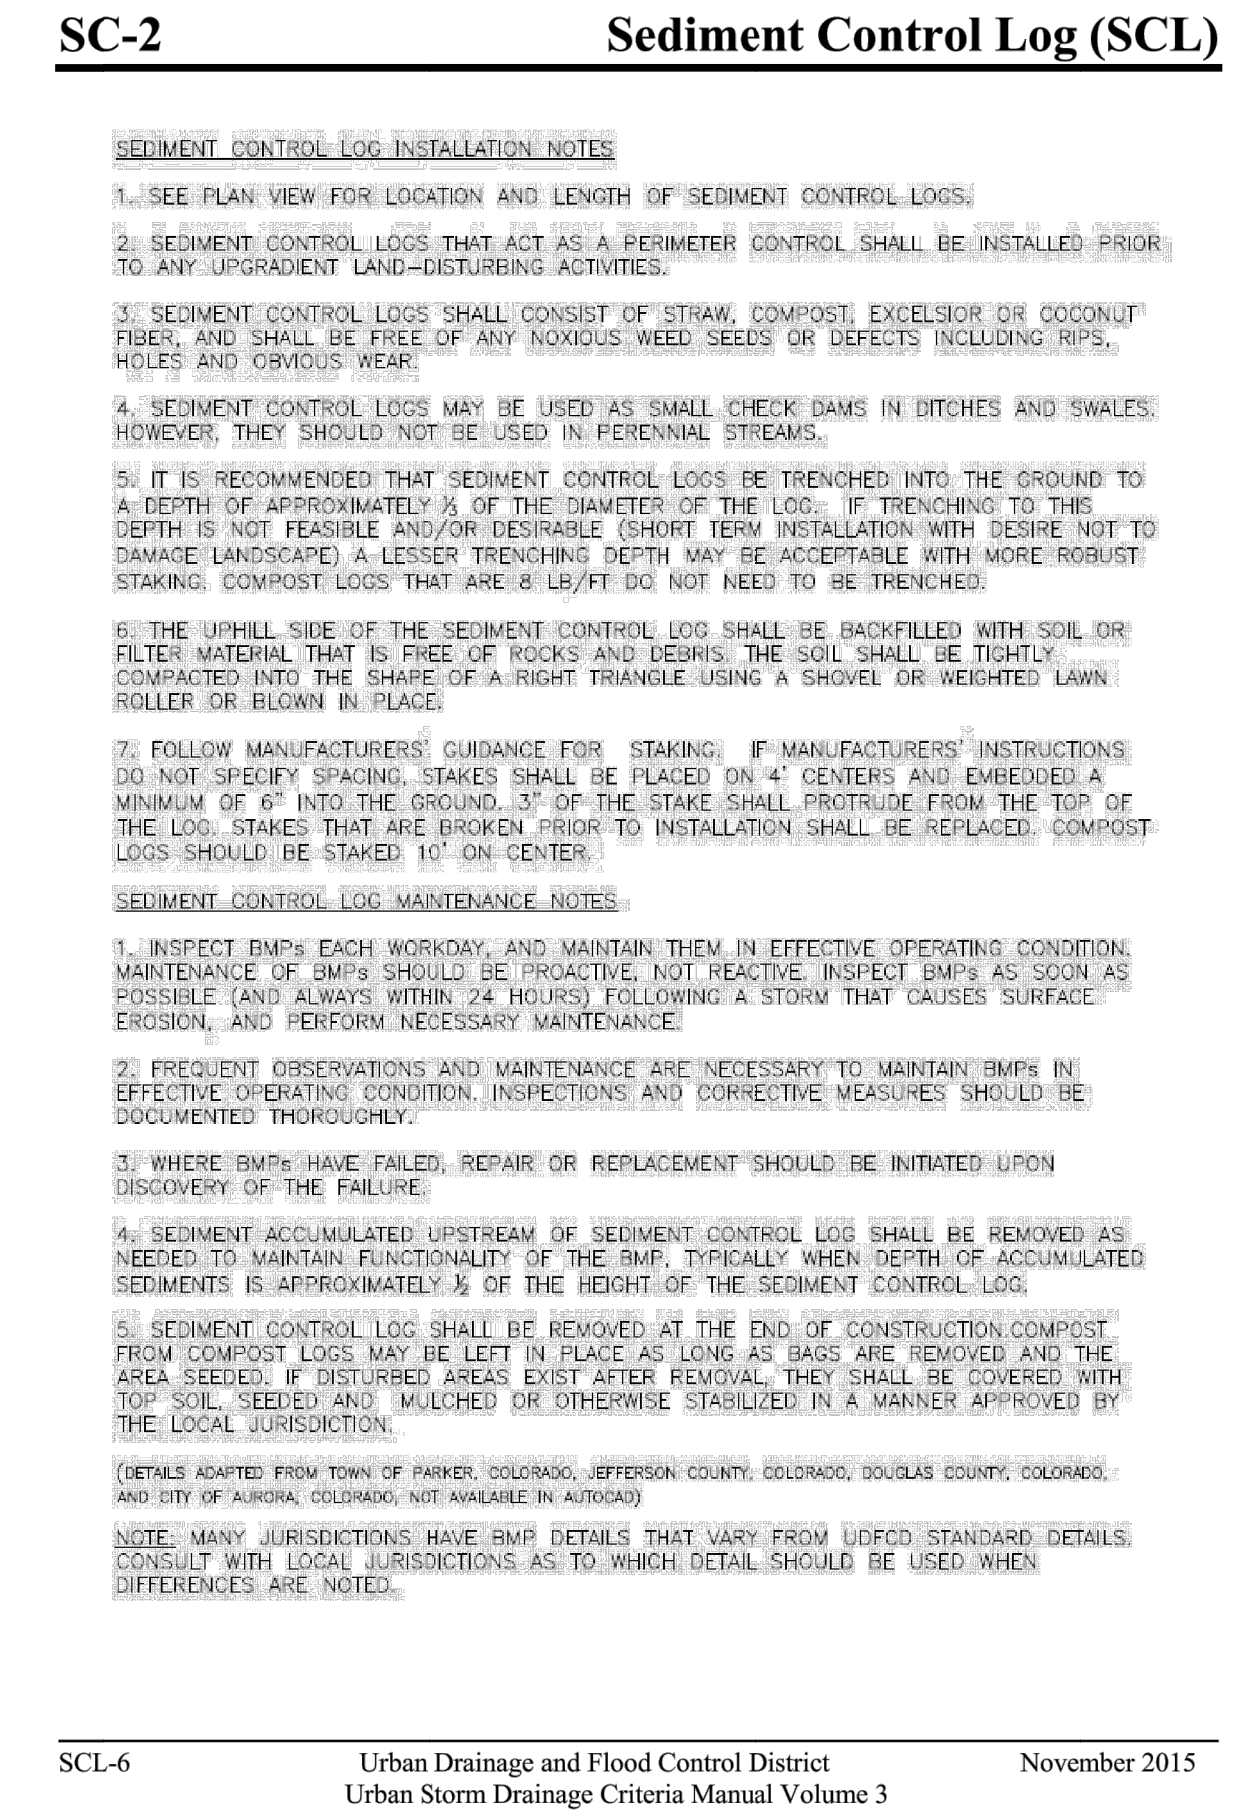 SC-2 Sediment Control Log (SCL)
SEDIMENT CONTROL LOG INSTALLATION NOTES
1. SEE PLAN VIEW FOR LOCATION AND LENGTH OF SEDIMENT CONTROL LOGS.
2. SEDIMENT CONTROL LOGS THAT ACT AS A PERIMETER CONTROL SHALL BE INSTALLED PRIOR
TO ANY UPGRADIENT LAND-DISTURBING ACTIVITIES.
3. SEDIMENT CONTROL LOGS SHALL CONSIST OF STRAW, COMPOST, EXCELSIOR OR COCONUT
FIBER, AND SHALL BE FREE OF ANY NOXIOUS WEED SEEDS OR DEFECTS INCLUDING RIPS,
HOLES AND OBVIOUS WEAR.
4. SEDIMENT CONTROL LOGS MAY BE USED AS SMALL CHECK DAMS IN DITCHES AND SWALES.
HOWEVER, THEY SHOULD NOT BE USED IN PERENNIAL STREAMS.
5. IT IS RECOMMENDED THAT SEDIMENT CONTROL LOGS BE TRENCHED INTO THE GROUND TO
A DEPTH OF APPROXIMATELY ⅓ OF THE DIAMETER OF THE LOG. IF TRENCHING TO THIS
DEPTH IS NOT FEASIBLE AND/OR DESIRABLE (SHORT TERM INSTALLATION WITH DESIRE NOT TO
DAMAGE LANDSCAPE) A LESSER TRENCHING DEPTH MAY BE ACCEPTABLE WITH MORE ROBUST
STAKING. COMPOST LOGS THAT ARE 8 LB/FT DO NOT NEED TO BE TRENCHED.
6. THE UPHILL SIDE OF THE SEDIMENT CONTROL LOG SHALL BE BACKFILLED WITH SOIL OR
FILTER MATERIAL THAT IS FREE OF ROCKS AND DEBRIS. THE SOIL SHALL BE TIGHTLY
COMPACTED INTO THE SHAPE OF A RIGHT TRIANGLE USING A SHOVEL OR WEIGHTED LAWN
ROLLER OR BLOWN IN PLACE.
7. FOLLOW MANUFACTURERS' GUIDANCE FOR STAKING. IF MANUFACTURERS' INSTRUCTIONS
DO NOT SPECIFY SPACING, STAKES SHALL BE PLACED ON 4' CENTERS AND EMBEDDED A
MINIMUM OF 6" INTO THE GROUND. 3" OF THE STAKE SHALL PROTRUDE FROM THE TOP OF
THE LOG. STAKES THAT ARE BROKEN PRIOR TO INSTALLATION SHALL BE REPLACED. COMPOST
LOGS SHOULD BE STAKED 10' ON CENTER.
SEDIMENT CONTROL LOG MAINTENANCE NOTES
1. INSPECT BMPs EACH WORKDAY, AND MAINTAIN THEM IN EFFECTIVE OPERATING CONDITION.
MAINTENANCE OF BMPs SHOULD BE PROACTIVE, NOT REACTIVE. INSPECT BMPs AS SOON AS
POSSIBLE (AND ALWAYS WITHIN 24 HOURS) FOLLOWING A STORM THAT CAUSES SURFACE
EROSION, AND PERFORM NECESSARY MAINTENANCE.
2. FREQUENT OBSERVATIONS AND MAINTENANCE ARE NECESSARY TO MAINTAIN BMPs IN
EFFECTIVE OPERATING CONDITION. INSPECTIONS AND CORRECTIVE MEASURES SHOULD BE
DOCUMENTED THOROUGHLY.
3. WHERE BMPs HAVE FAILED, REPAIR OR REPLACEMENT SHOULD BE INITIATED UPON
DISCOVERY OF THE FAILURE.
4. SEDIMENT ACCUMULATED UPSTREAM OF SEDIMENT CONTROL LOG SHALL BE REMOVED AS
NEEDED TO MAINTAIN FUNCTIONALITY OF THE BMP, TYPICALLY WHEN DEPTH OF ACCUMULATED
SEDIMENTS IS APPROXIMATELY ½ OF THE HEIGHT OF THE SEDIMENT CONTROL LOG.
5. SEDIMENT CONTROL LOG SHALL BE REMOVED AT THE END OF CONSTRUCTION.COMPOST
FROM COMPOST LOGS MAY BE LEFT IN PLACE AS LONG AS BAGS ARE REMOVED AND THE
AREA SEEDED. IF DISTURBED AREAS EXIST AFTER REMOVAL, THEY SHALL BE COVERED WITH
TOP SOIL, SEEDED AND MULCHED OR OTHERWISE STABILIZED IN A MANNER APPROVED BY
THE LOCAL JURISDICTION.
(DETAILS ADAPTED FROM TOWN OF PARKER, COLORADO, JEFFERSON COUNTY, COLORADO, DOUGLAS COUNTY, COLORADO,
AND CITY OF AURORA, COLORADO, NOT AVAILABLE IN AUTOCAD)
NOTE: MANY JURISDICTIONS HAVE BMP DETAILS THAT VARY FROM UDFCD STANDARD DETAILS.
CONSULT WITH LOCAL JURISDICTIONS AS TO WHICH DETAIL SHOULD BE USED WHEN
DIFFERENCES ARE NOTED.
SCL-6 Urban Drainage and Flood Control District November 2015
Urban Storm Drainage Criteria Manual Volume 3